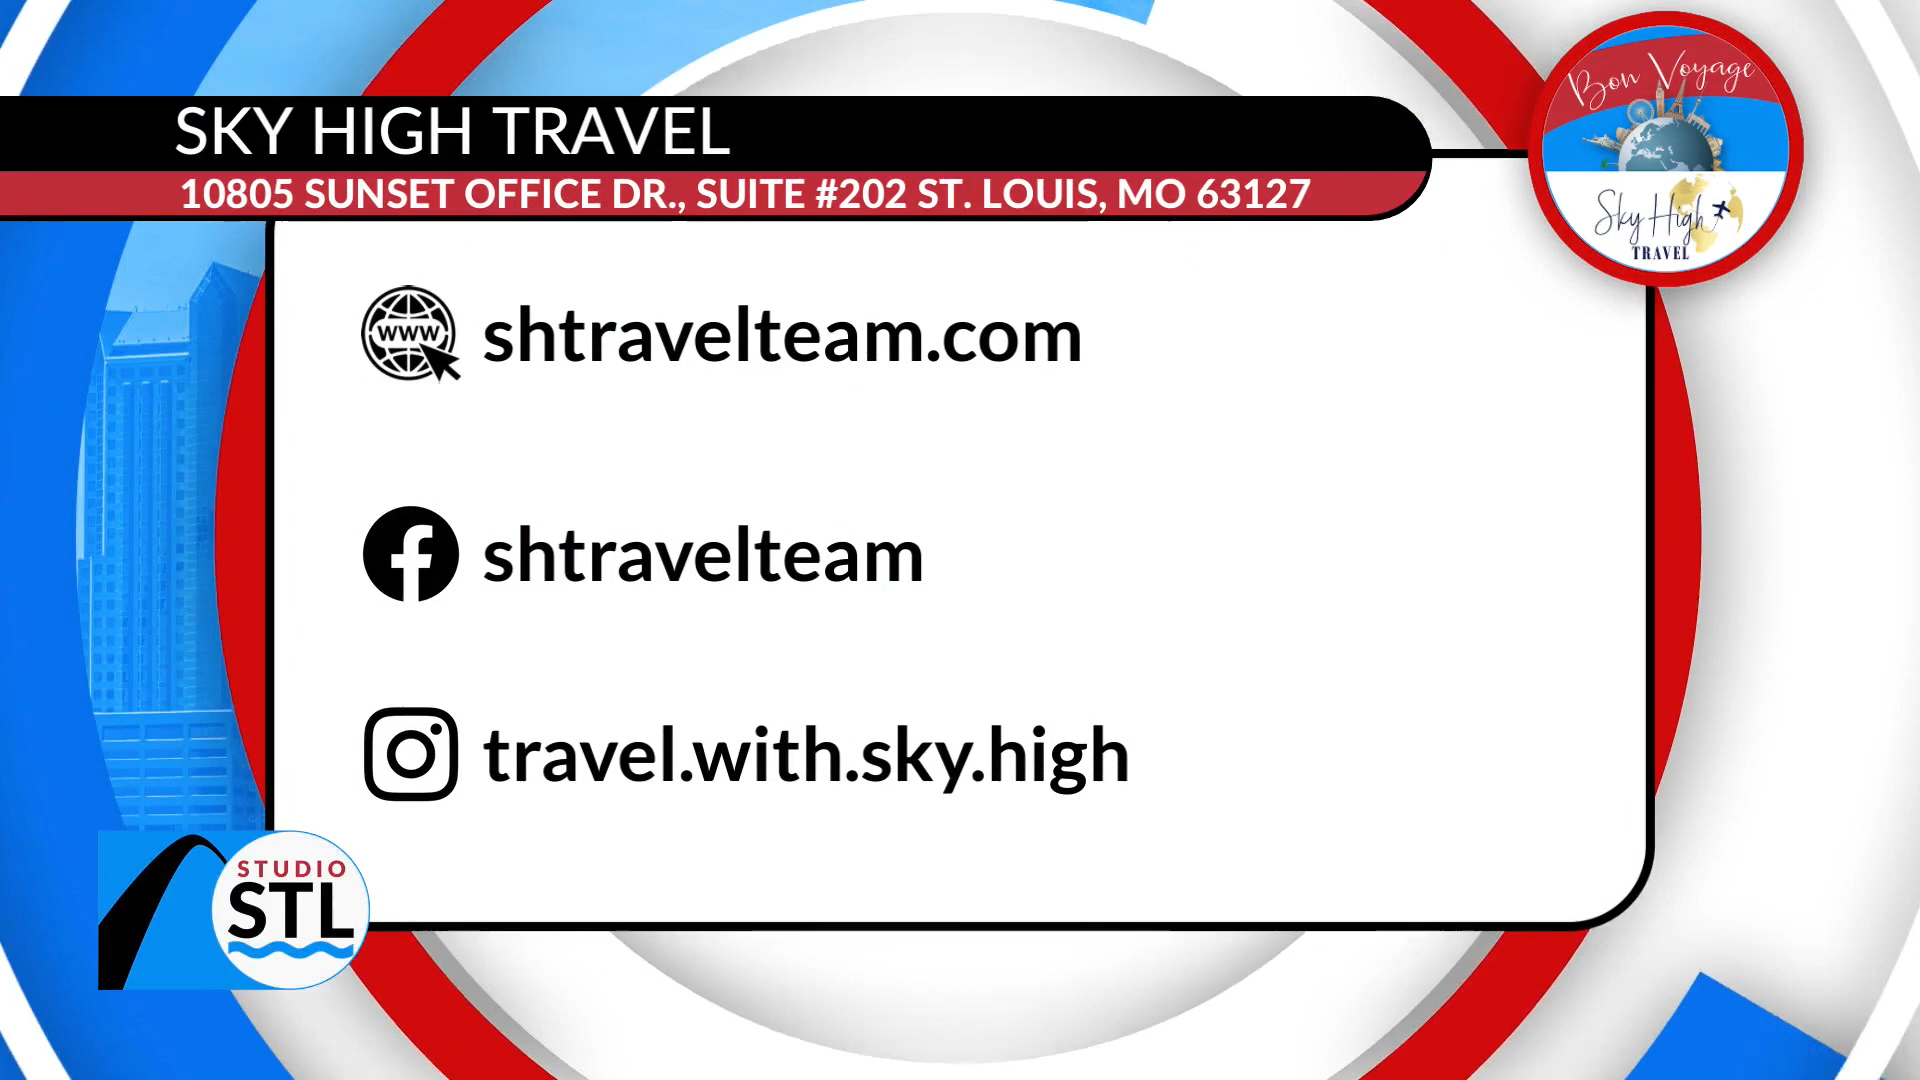 SKY HIGH TRAVEL
10805 SUNSET OFFICE DR., SUITE #202 ST. LOUIS, MO 63127
Bon Voyage
Sky High
TRAVEL
www
shtravelteam.com
shtravelteam
travel.with.sky.high
STUDIO
STL